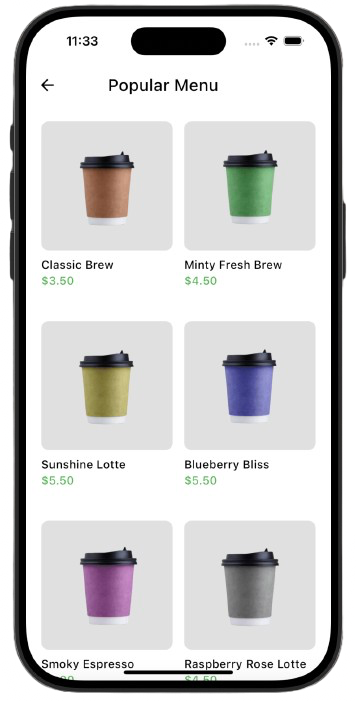 11:33
Popular Menu
Classic Brew
Minty Fresh Brew
$3.50
$4.50
Sunshine Lotte
Blueberry Bliss
$5.50
$5.50
Smoky Espresso
Raspberry Rose Lotte
$4.50